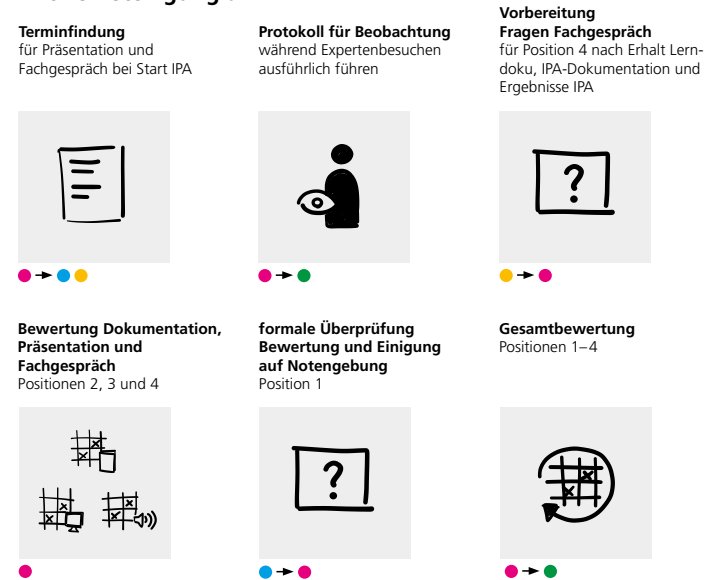 Terminfindung
für Präsentation und
Fachgespräch bei Start IPA
Protokoll für Beobachtung
während Expertenbesuchen
ausführlich führen
Vorbereitung
Fragen Fachgespräch
für Position 4 nach Erhalt Lern-
doku, IPA-Dokumentation und
Ergebnisse IPA
?
Bewertung Dokumentation,
Präsentation und
Fachgespräch
Positionen 2, 3 und 4
formale Überprüfung
Bewertung und Einigung
auf Notengebung
Position 1
?
Gesamtbewertung
Positionen 1–4